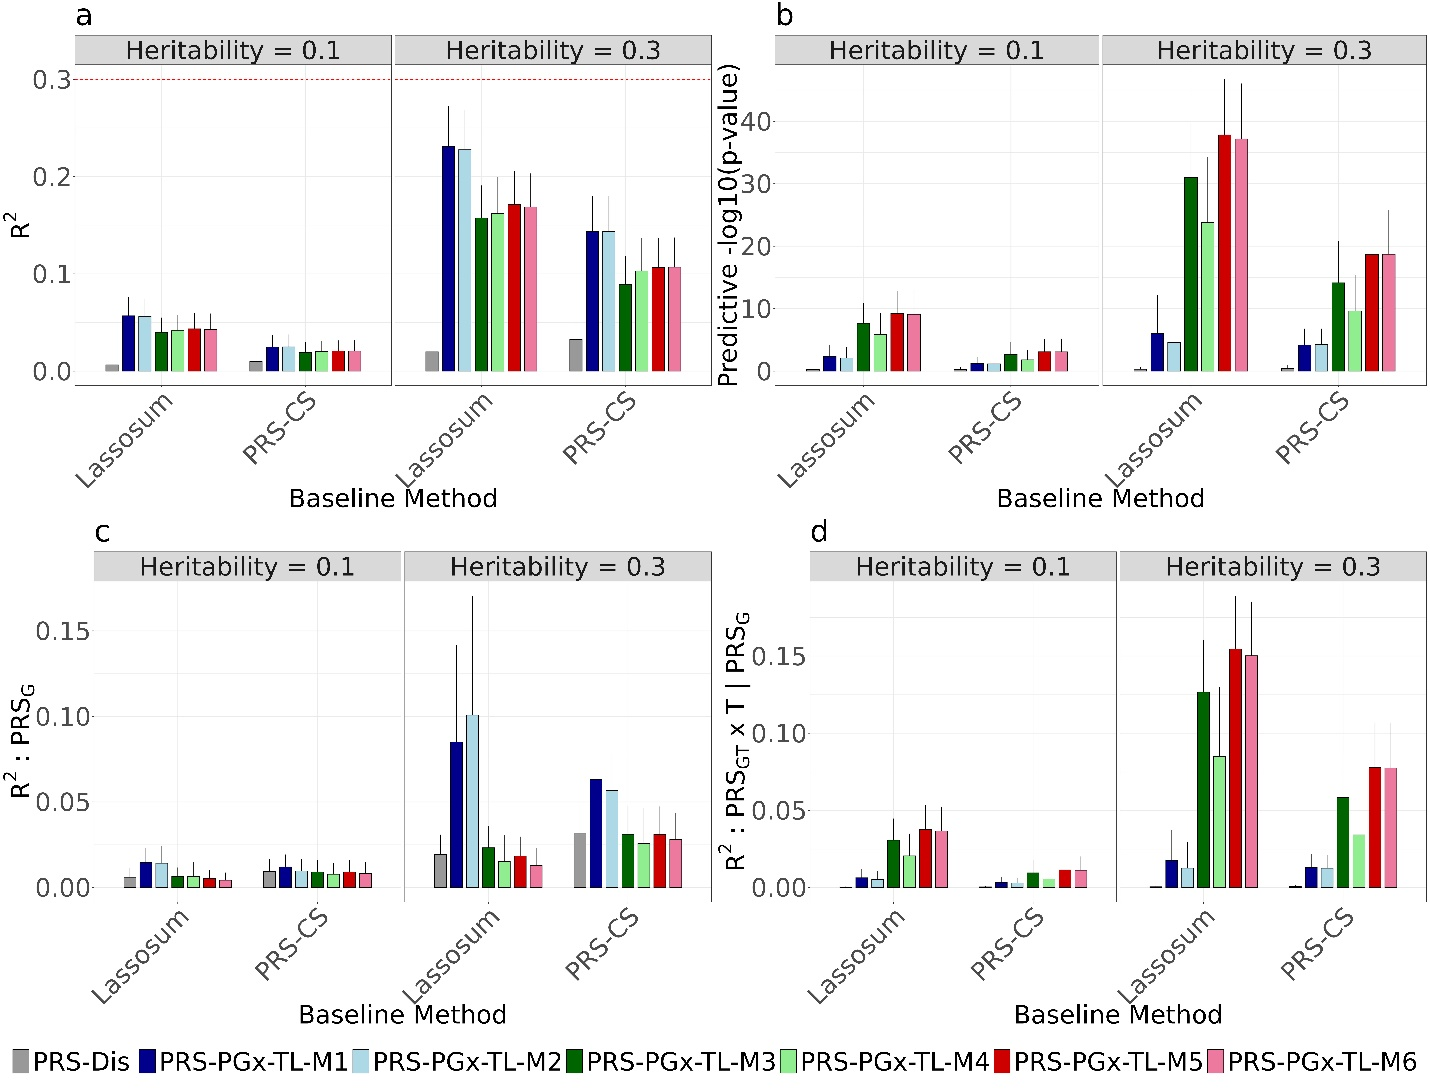 a
Heritability = 0.1
Heritability = 0.3
0.3
0.2
0.1
0.0
R²
Lassosum
PRS-CS
Lassosum
PRS-CS
Baseline Method
b
Heritability = 0.1
Heritability = 0.3
40
30
20
10
0
Predictive -log10(p-value)
Lassosum
PRS-CS
Lassosum
PRS-CS
Baseline Method
c
Heritability = 0.1
Heritability = 0.3
0.15
0.10
0.05
0.00
R² : PRS_G
Lassosum
PRS-CS
Lassosum
PRS-CS
Baseline Method
d
Heritability = 0.1
Heritability = 0.3
0.15
0.10
0.05
0.00
R² : PRS_GT x T | PRS_G
Lassosum
PRS-CS
Lassosum
PRS-CS
Baseline Method
PRS-Dis PRS-PGx-TL-M1 PRS-PGx-TL-M2 PRS-PGx-TL-M3 PRS-PGx-TL-M4 PRS-PGx-TL-M5 PRS-PGx-TL-M6